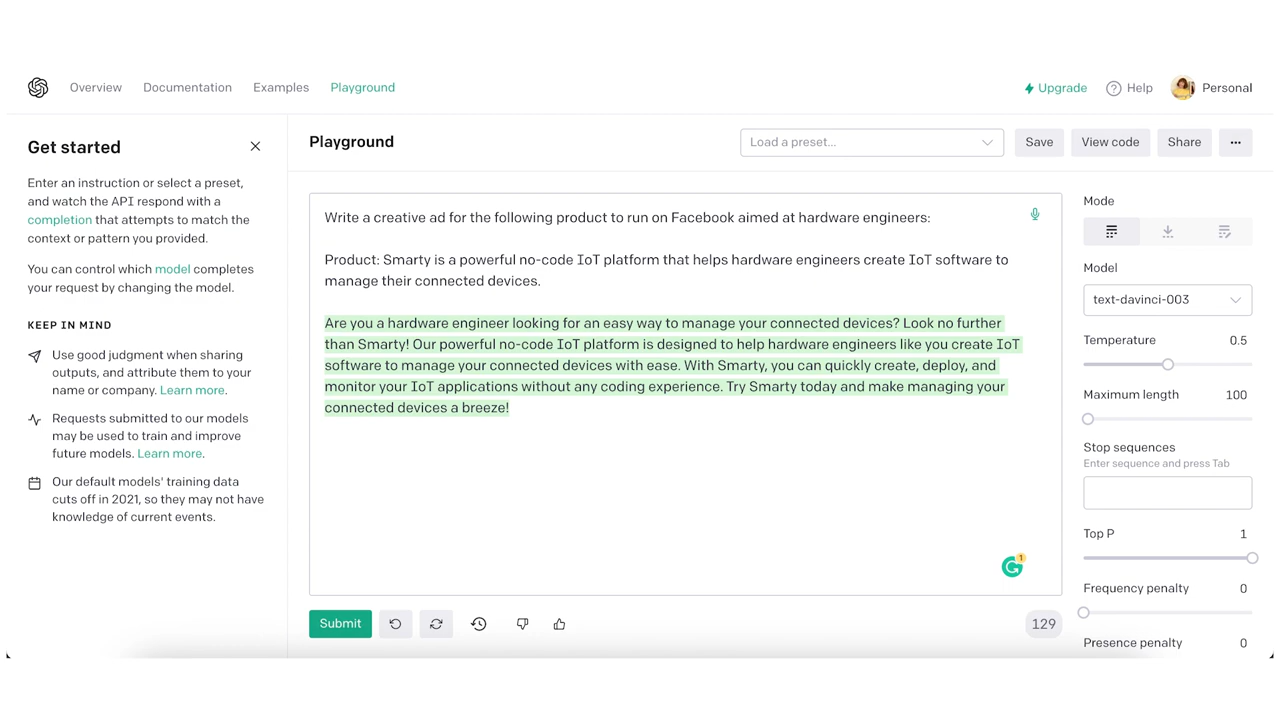 Overview Documentation Examples Playground
Upgrade Help Personal
Get started
Enter an instruction or select a preset,
and watch the API respond with a
completion that attempts to match the
context or pattern you provided.
You can control which model completes
your request by changing the model.
KEEP IN MIND
Use good judgment when sharing
outputs, and attribute them to your
name or company. Learn more.
Requests submitted to our models
may be used to train and improve
future models. Learn more.
Our default models' training data
cuts off in 2021, so they may not have
knowledge of current events.
Playground
Load a preset...
Save
View code
Share
Write a creative ad for the following product to run on Facebook aimed at hardware engineers:
Product: Smarty is a powerful no-code IoT platform that helps hardware engineers create IoT software to
manage their connected devices.
Are you a hardware engineer looking for an easy way to manage your connected devices? Look no further
than Smarty! Our powerful no-code IoT platform is designed to help hardware engineers like you create IoT
software to manage your connected devices with ease. With Smarty, you can quickly create, deploy, and
monitor your IoT applications without any coding experience. Try Smarty today and make managing your
connected devices a breeze!
1
Submit
129
Mode
Model
text-davinci-003
Temperature 0.5
Maximum length 100
Stop sequences
Enter sequence and press Tab
Top P 1
Frequency penalty 0
Presence penalty 0